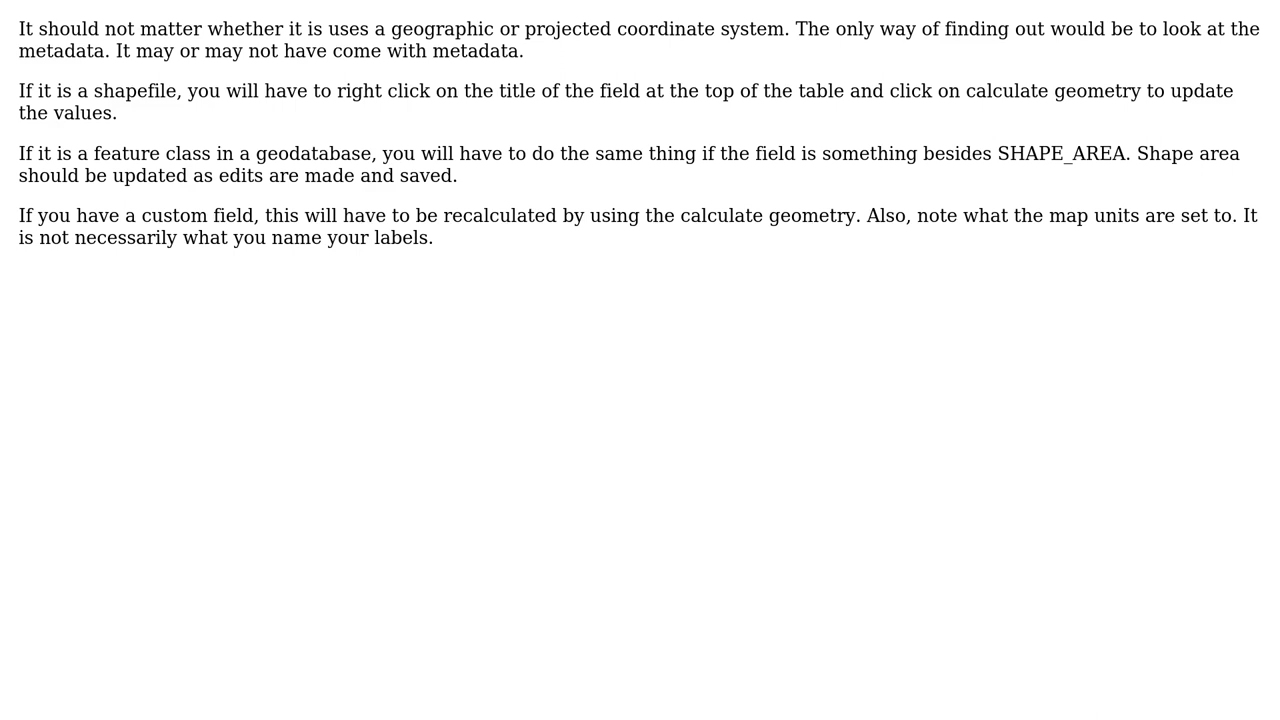 It should not matter whether it is uses a geographic or projected coordinate system. The only way of finding out would be to look at the
metadata. It may or may not have come with metadata.
If it is a shapefile, you will have to right click on the title of the field at the top of the table and click on calculate geometry to update
the values.
If it is a feature class in a geodatabase, you will have to do the same thing if the field is something besides SHAPE_AREA. Shape area
should be updated as edits are made and saved.
If you have a custom field, this will have to be recalculated by using the calculate geometry. Also, note what the map units are set to. It
is not necessarily what you name your labels.